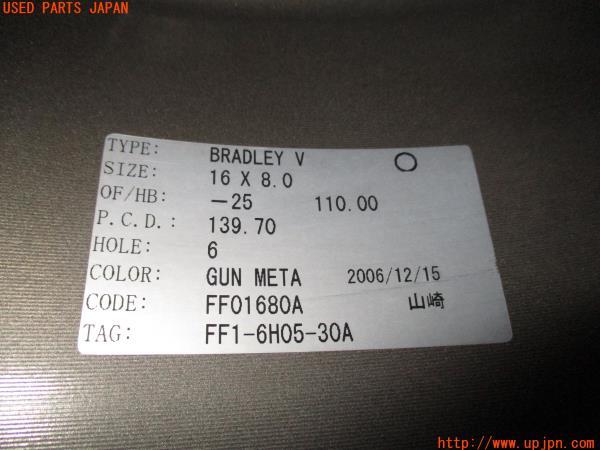 USED PARTS JAPAN
TYPE: BRADLEY V ○
SIZE: 16 X 8.0
OF/HB: -25 110.00
P.C.D.: 139.70
HOLE: 6
COLOR: GUN META 2006/12/15
CODE: FF01680A 山崎
TAG: FF1-6H05-30A
http://www.upjpn.com/